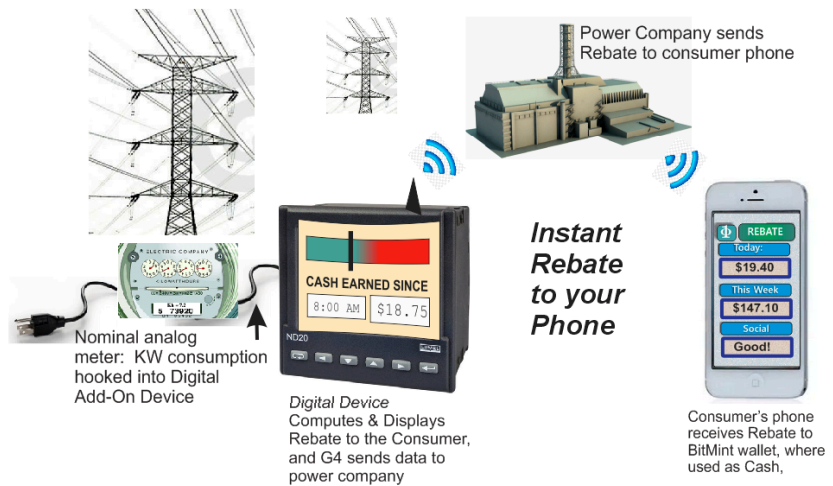 Power Company sends
Rebate to consumer phone
ELECTRIC COMPANY
KILOWATTHOURS
5 73920
Nominal analog
meter:  KW consumption
hooked into Digital
Add-On Device
CASH EARNED SINCE
8:00 AM $18.75
ND20
Digital Device
Computes & Displays
Rebate to the Consumer,
and G4 sends data to
power company
Instant
Rebate
to your
Phone
Φ REBATE
Today:
$19.40
This Week
$147.10
Social
Good!
Consumer's phone
receives Rebate to
BitMint wallet, where
used as Cash,